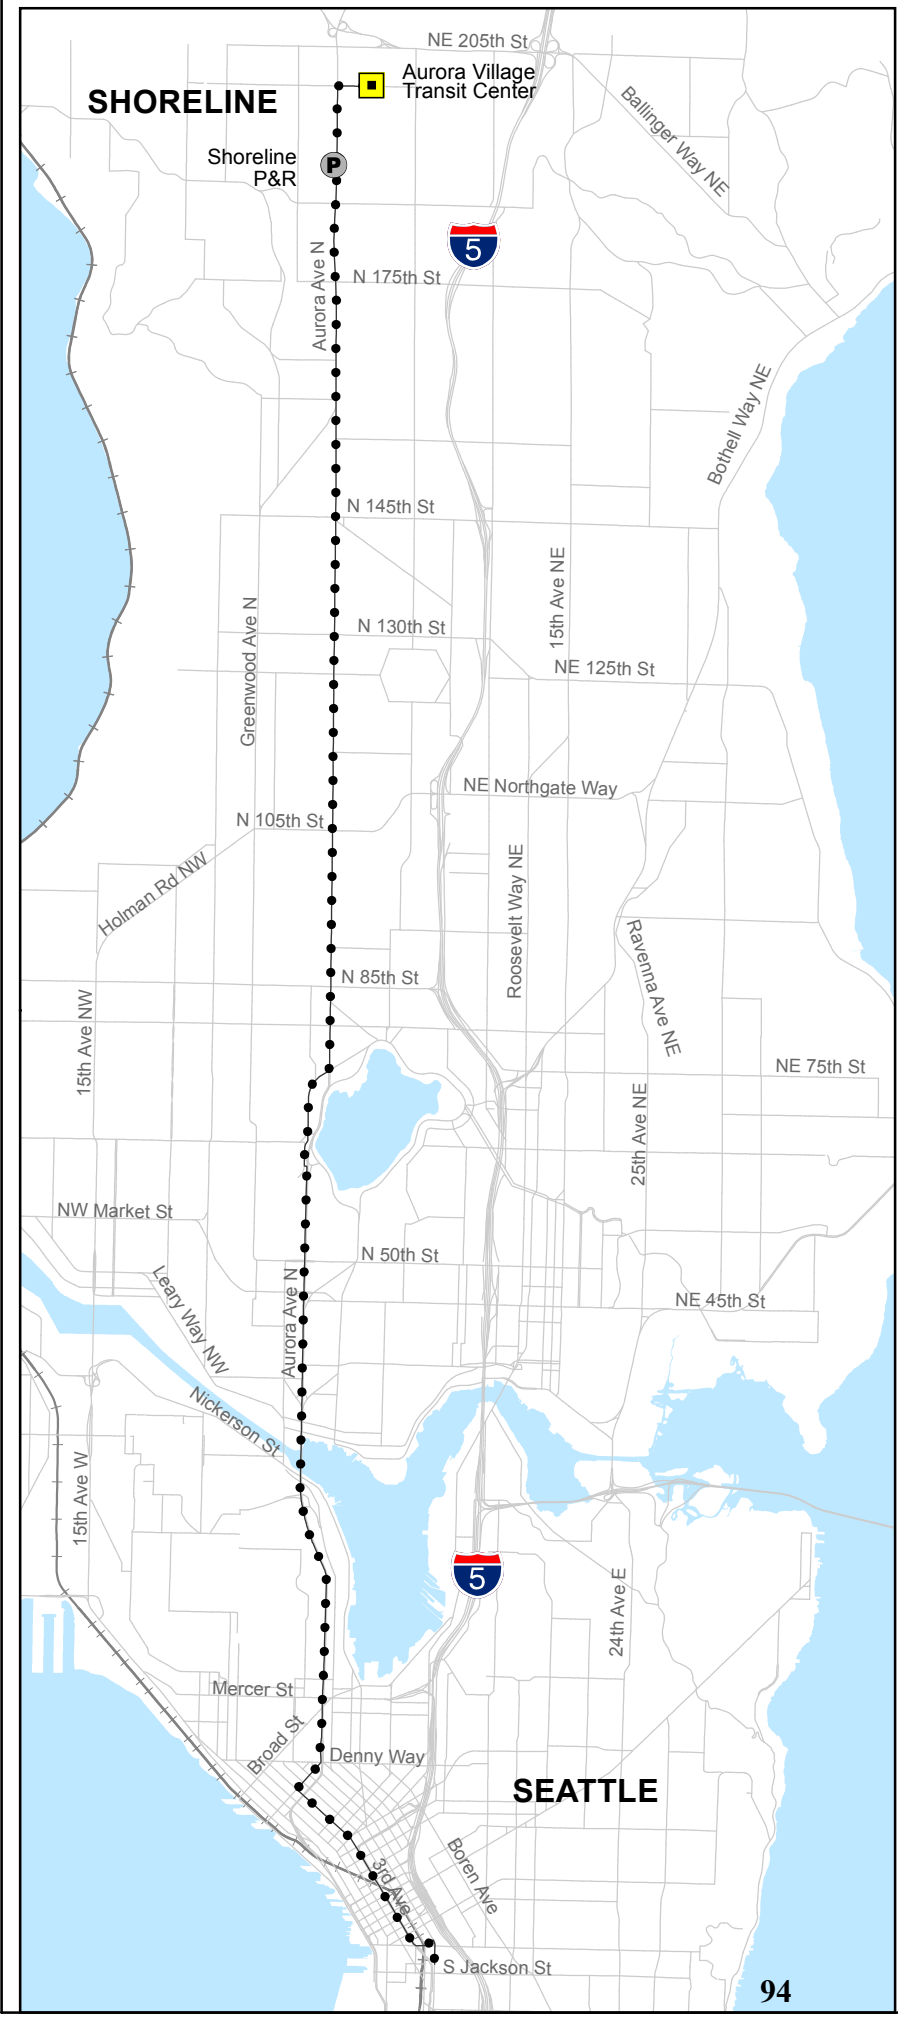 NE 205th St
Aurora Village
Transit Center
SHORELINE
Ballinger Way NE
Shoreline
P&R
P
5
Aurora Ave N
N 175th St
Bothell Way NE
N 145th St
15th Ave NE
Greenwood Ave N
N 130th St
NE 125th St
NE Northgate Way
N 105th St
Holman Rd NW
Roosevelt Way NE
Ravenna Ave NE
N 85th St
15th Ave NW
NE 75th St
25th Ave NE
NW Market St
N 50th St
Leary Way NW
Aurora Ave N
NE 45th St
Nickerson St
15th Ave W
5
24th Ave E
Mercer St
Broad St
Denny Way
SEATTLE
3rd Ave
Boren Ave
S Jackson St
94